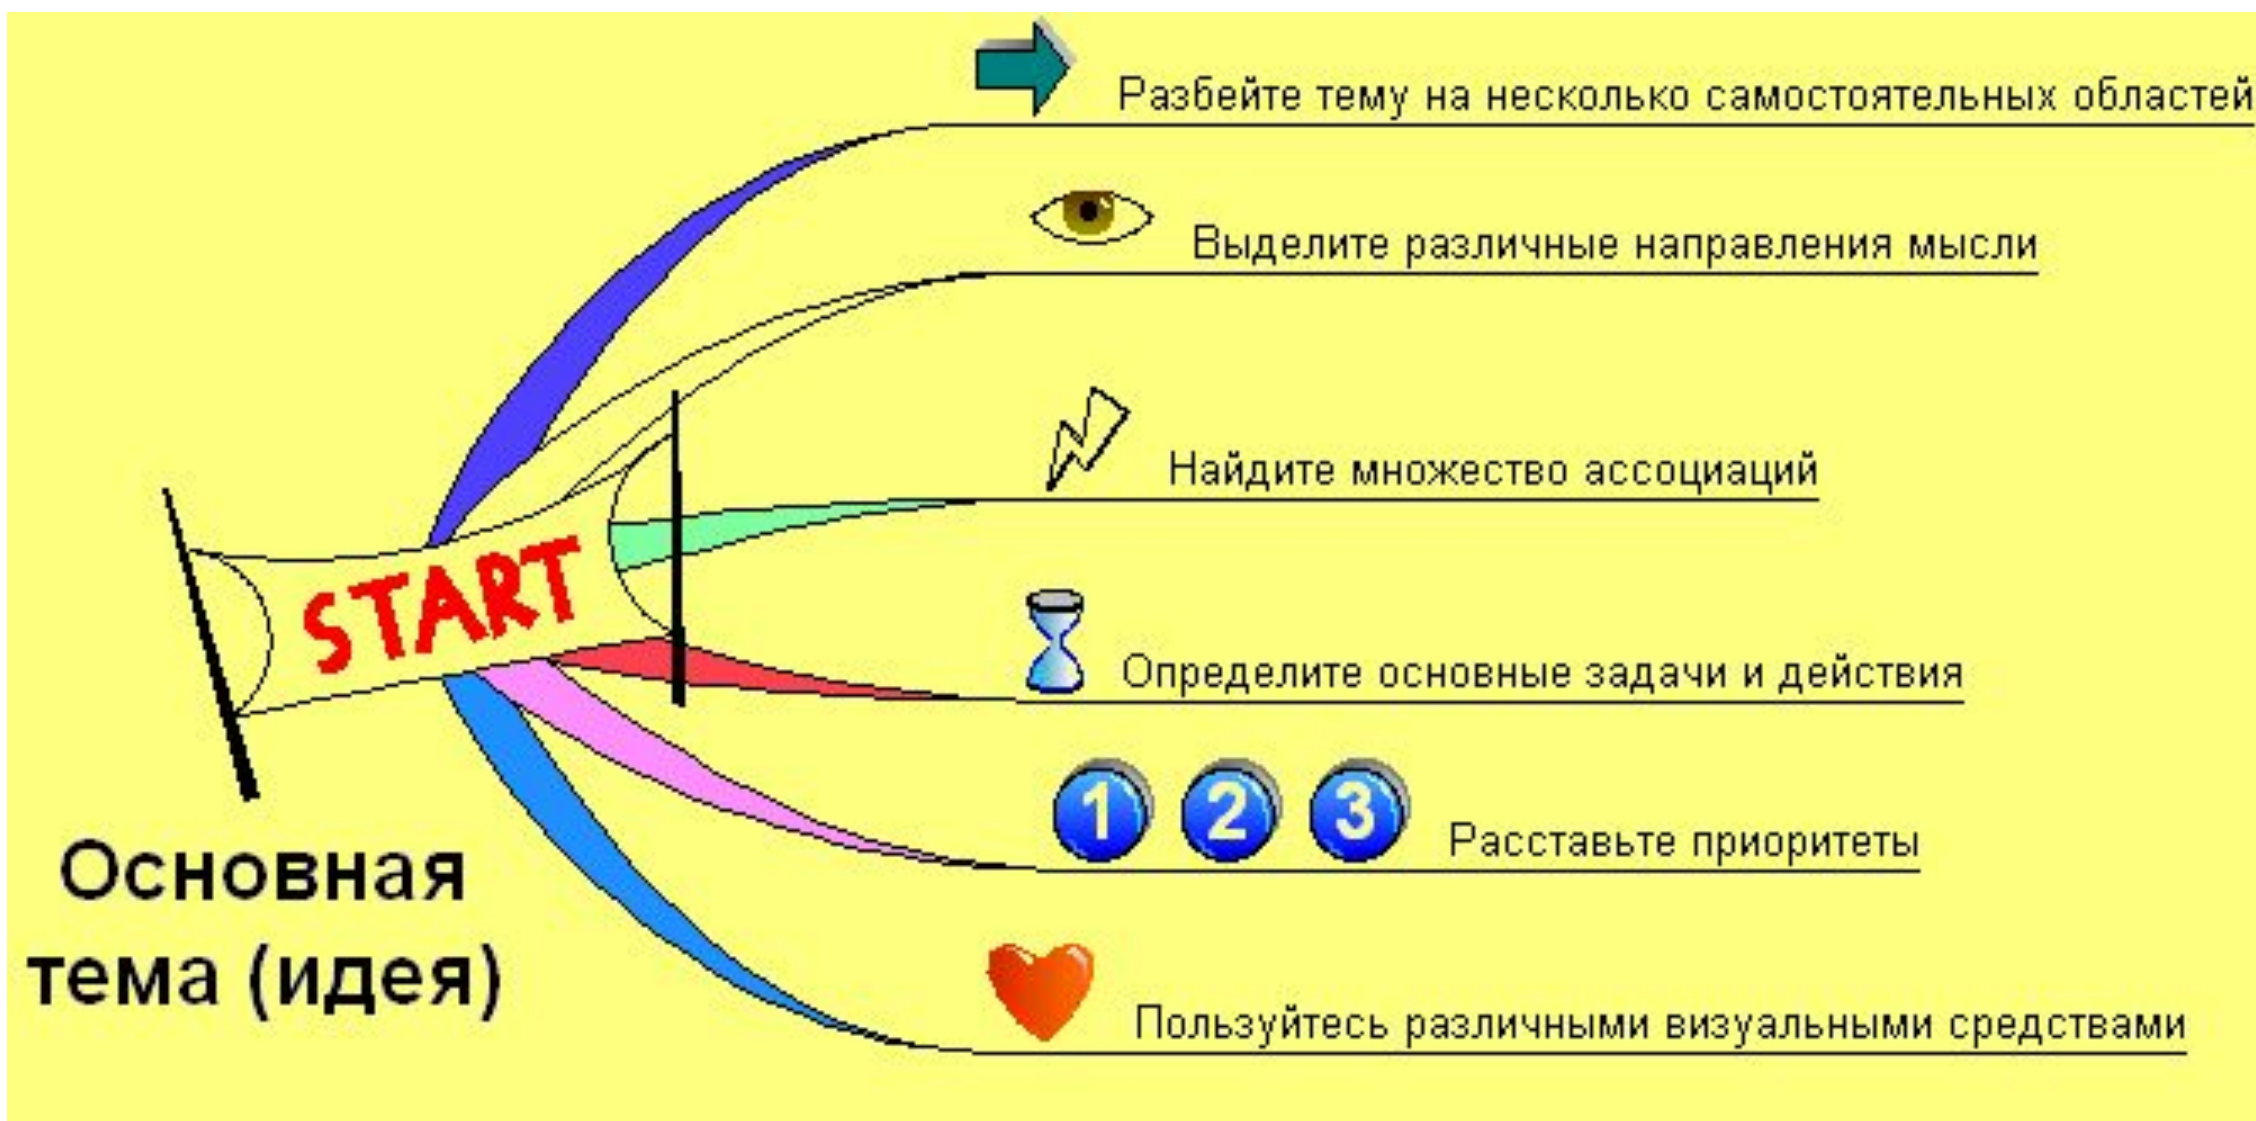 Разбейте тему на несколько самостоятельных областей
Выделите различные направления мысли
Найдите множество ассоциаций
START
Определите основные задачи и действия
1 2 3 Расставьте приоритеты
Основная
тема (идея)
Пользуйтесь различными визуальными средствами